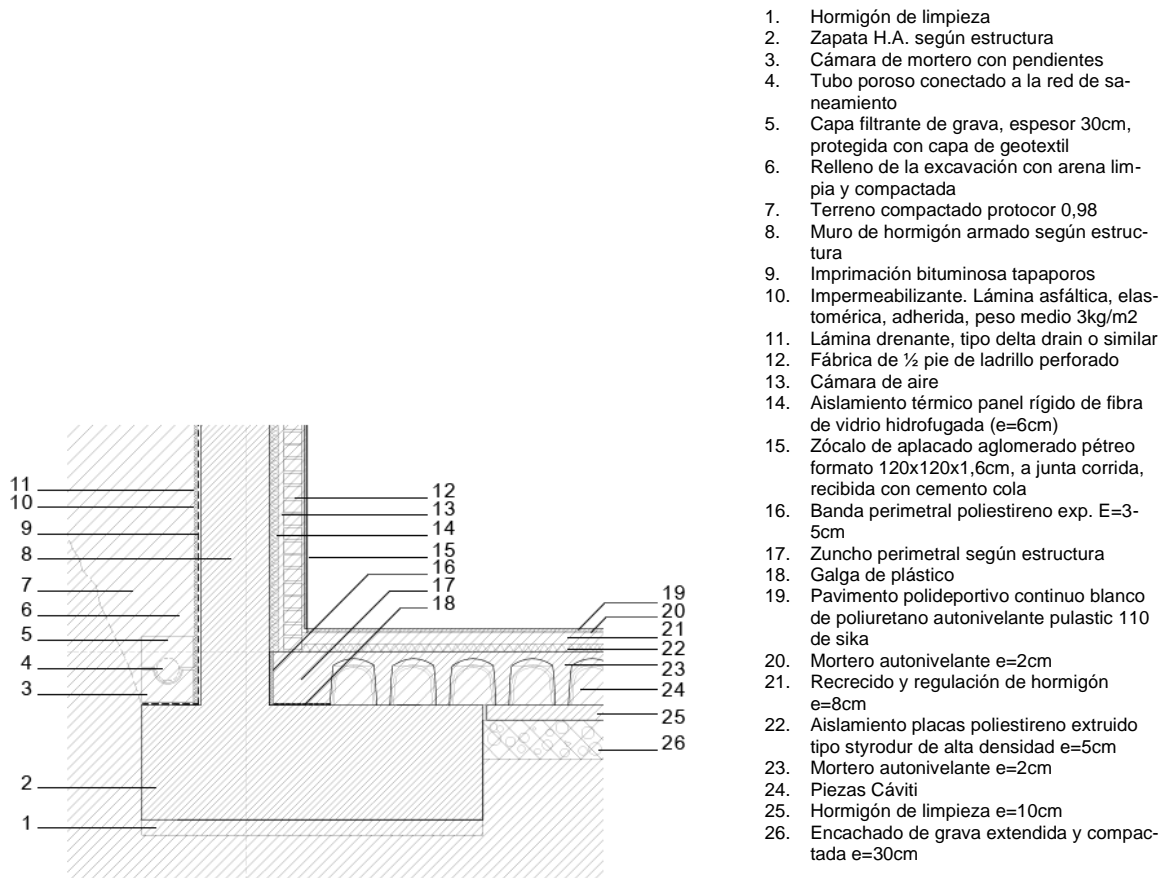 1. Hormigón de limpieza
2. Zapata H.A. según estructura
3. Cámara de mortero con pendientes
4. Tubo poroso conectado a la red de sa-
neamiento
5. Capa filtrante de grava, espesor 30cm,
protegida con capa de geotextil
6. Relleno de la excavación con arena lim-
pia y compactada
7. Terreno compactado protocor 0,98
8. Muro de hormigón armado según estruc-
tura
9. Imprimación bituminosa tapaporos
10. Impermeabilizante. Lámina asfáltica, elas-
tomérica, adherida, peso medio 3kg/m2
11. Lámina drenante, tipo delta drain o similar
12. Fábrica de ½ pie de ladrillo perforado
13. Cámara de aire
14. Aislamiento térmico panel rígido de fibra
de vidrio hidrofugada (e=6cm)
15. Zócalo de aplacado aglomerado pétreo
formato 120x120x1,6cm, a junta corrida,
recibida con cemento cola
16. Banda perimetral poliestireno exp. E=3-
5cm
17. Zuncho perimetral según estructura
18. Galga de plástico
19. Pavimento polideportivo continuo blanco
de poliuretano autonivelante pulastic 110
de sika
20. Mortero autonivelante e=2cm
21. Recrecido y regulación de hormigón
e=8cm
22. Aislamiento placas poliestireno extruido
tipo styrodur de alta densidad e=5cm
23. Mortero autonivelante e=2cm
24. Piezas Cáviti
25. Hormigón de limpieza e=10cm
26. Encachado de grava extendida y compac-
tada e=30cm
11
10
9
8
7
6
5
4
3
2
1
12
13
14
15
16
17
18
19
20
21
22
23
24
25
26